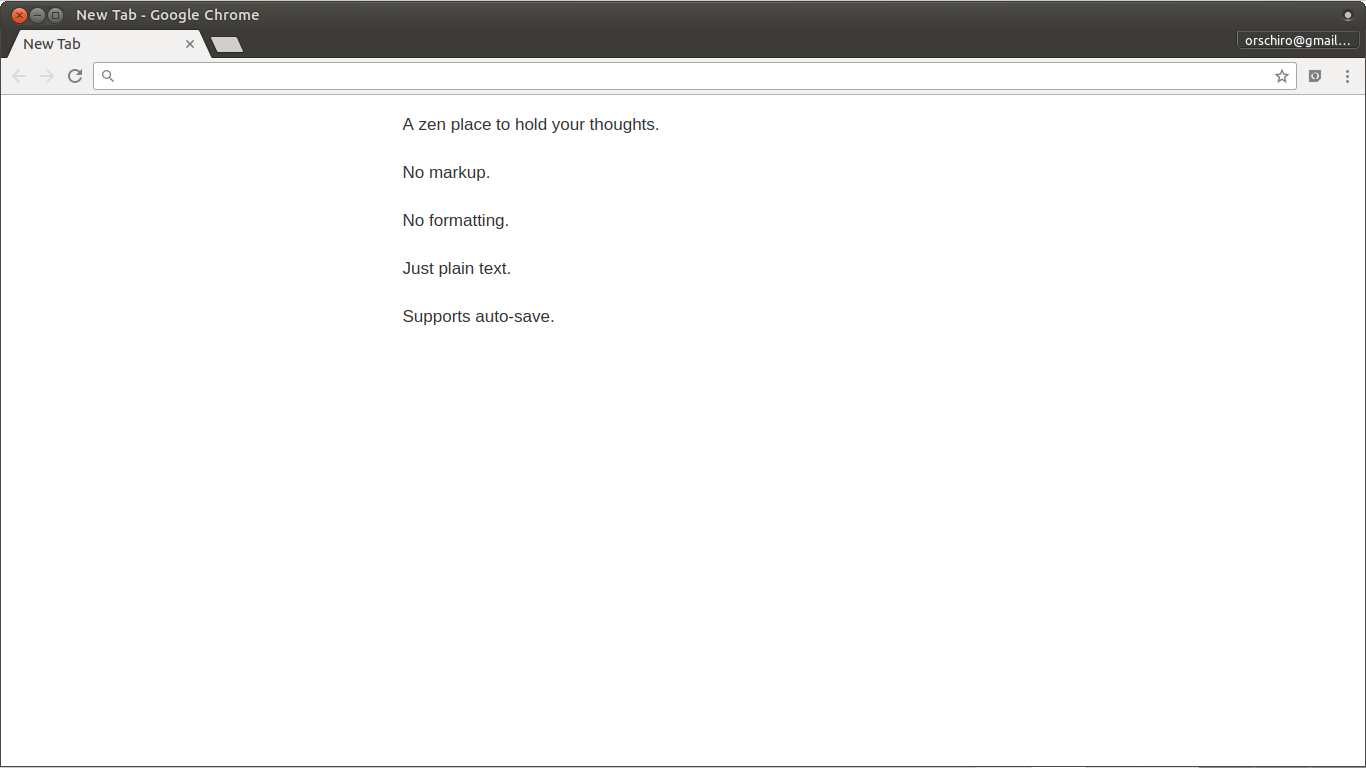 New Tab - Google Chrome
New Tab
orschiro@gmail...
A zen place to hold your thoughts.
No markup.
No formatting.
Just plain text.
Supports auto-save.